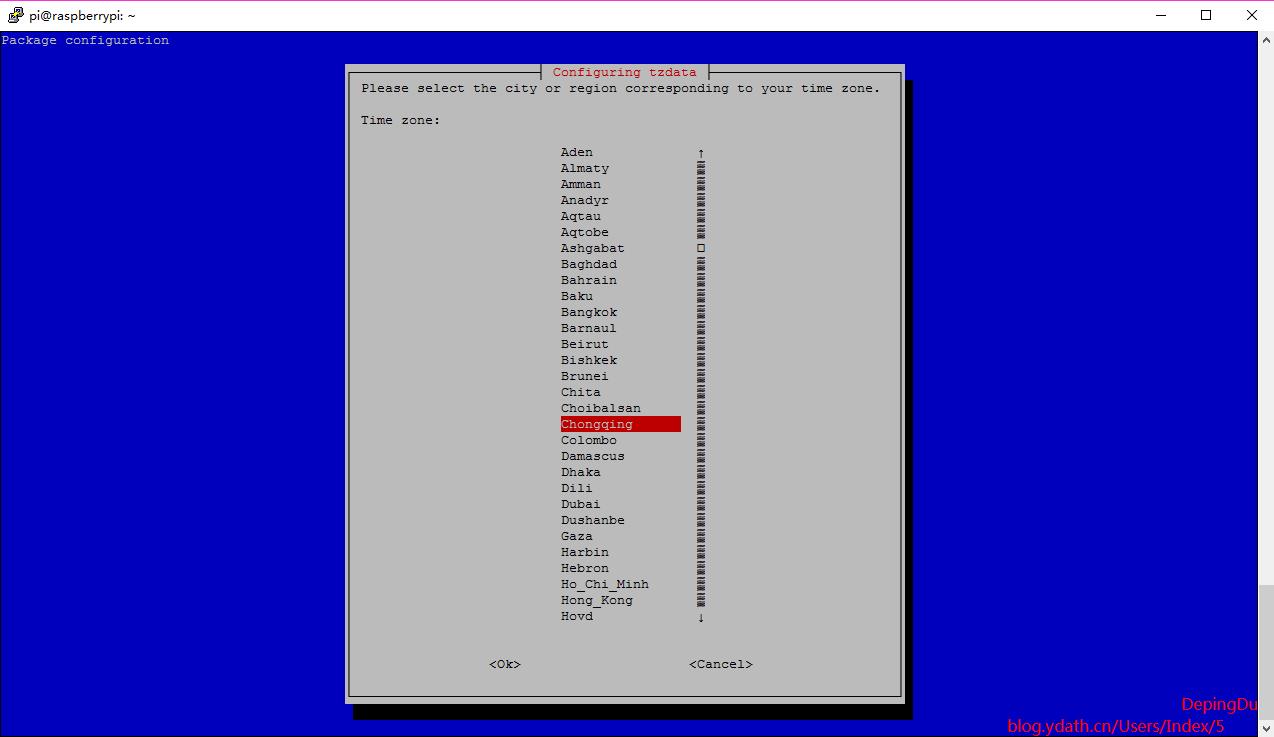 pi@raspberrypi: ~
Package configuration
Configuring tzdata
Please select the city or region corresponding to your time zone.
Time zone:
Aden
Almaty
Amman
Anadyr
Aqtau
Aqtobe
Ashgabat
Baghdad
Bahrain
Baku
Bangkok
Barnaul
Beirut
Bishkek
Brunei
Chita
Choibalsan
Chongqing
Colombo
Damascus
Dhaka
Dili
Dubai
Dushanbe
Gaza
Harbin
Hebron
Ho_Chi_Minh
Hong_Kong
Hovd
<Ok> <Cancel>
DepingDu
blog.ydath.cn/Users/Index/5